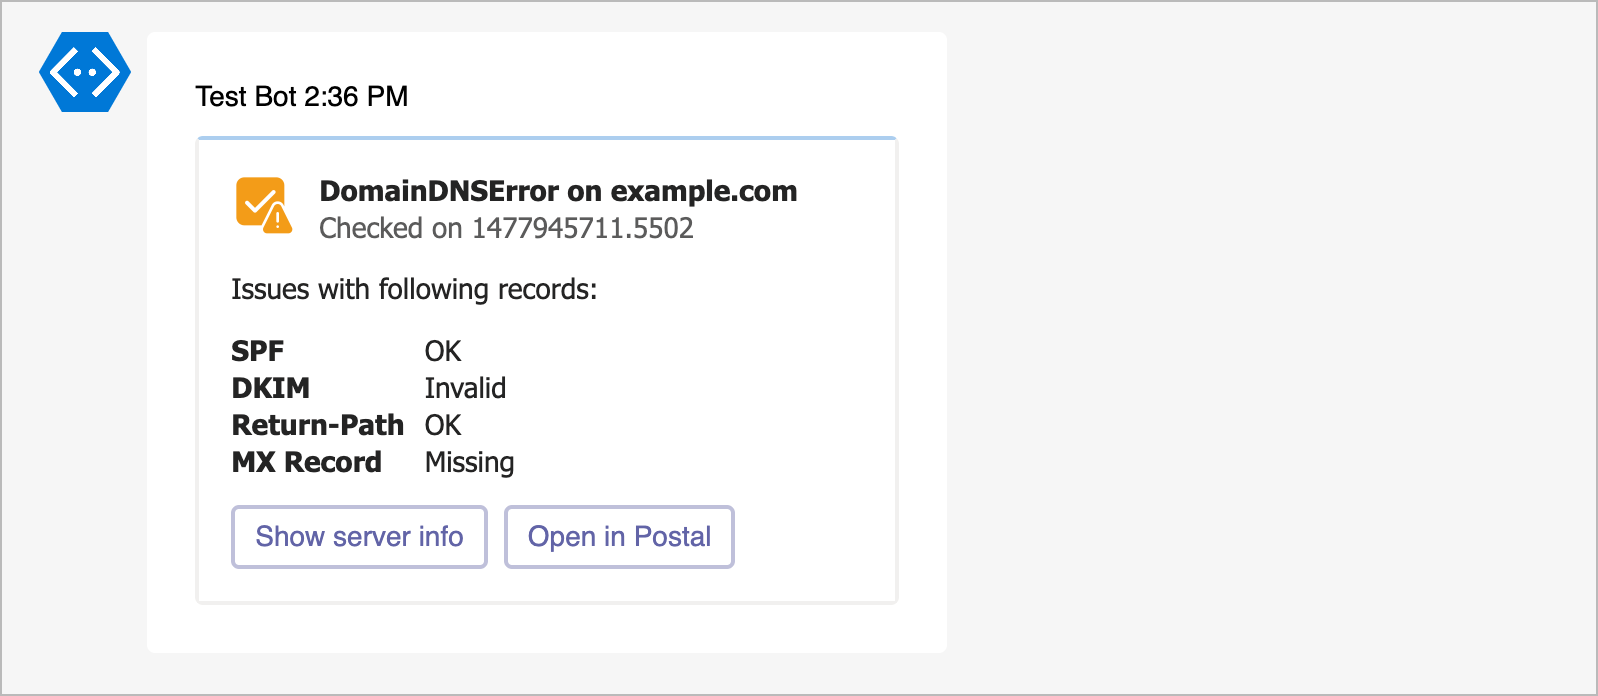 Test Bot 2:36 PM
DomainDNSError on example.com
Checked on 1477945711.5502
Issues with following records:
SPF OK
DKIM Invalid
Return-Path OK
MX Record Missing
Show server info Open in Postal